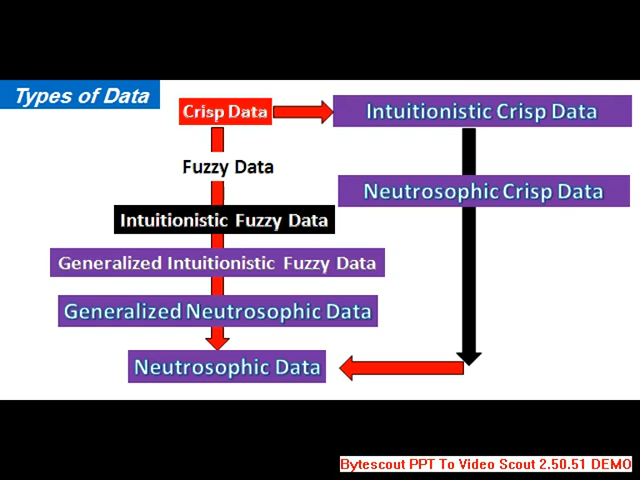 Types of Data
Crisp Data
Intuitionistic Crisp Data
Fuzzy Data
Neutrosophic Crisp Data
Intuitionistic Fuzzy Data
Generalized Intuitionistic Fuzzy Data
Generalized Neutrosophic Data
Neutrosophic Data
Bytescout PPT To Video Scout 2.50.51 DEMO